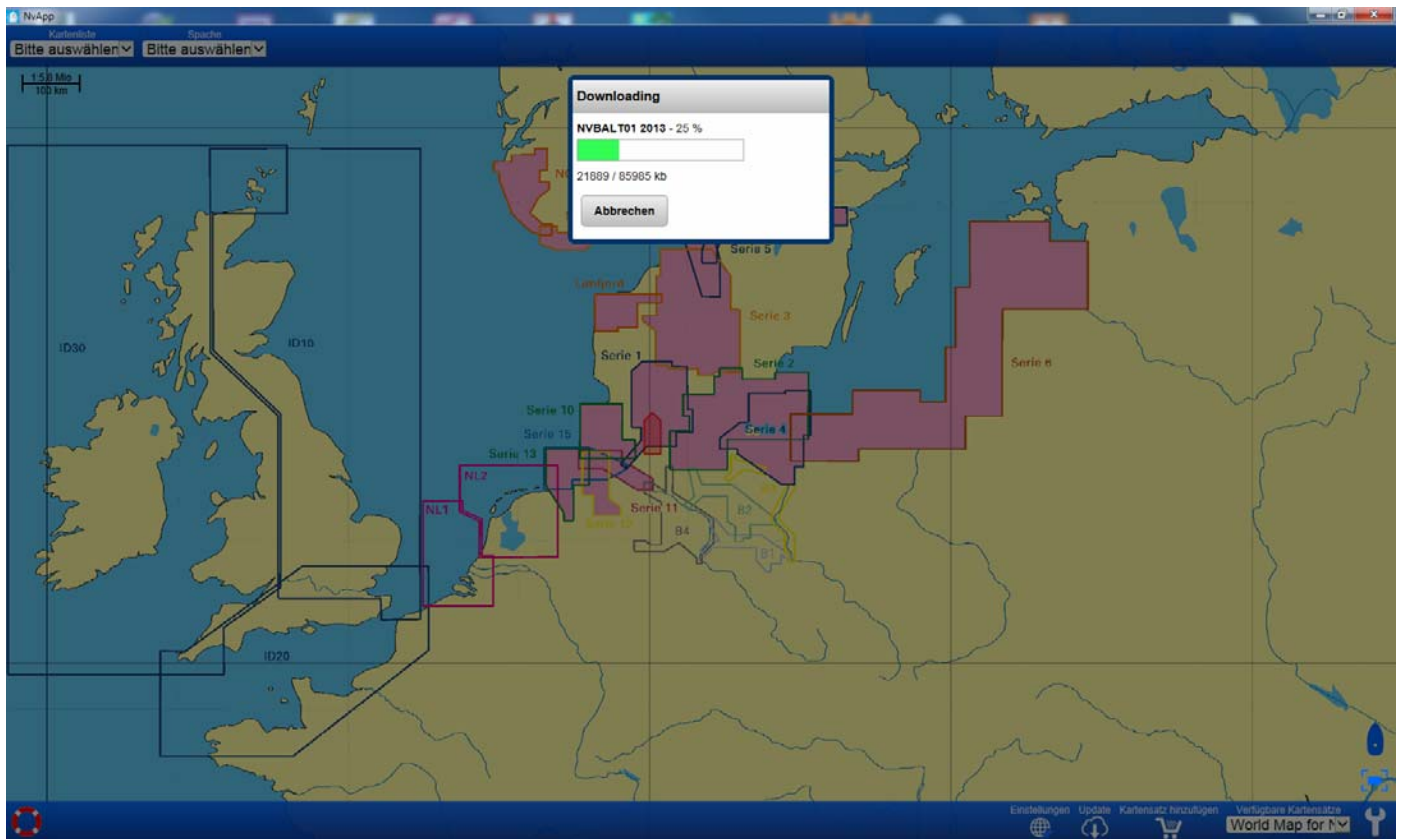 NvApp
Kartenliste
Spache
Bitte auswählen
Bitte auswählen
1:5,0 Mio
100 km
Downloading
NVBALT01 2013 - 25 %
21889 / 85985 kb
Abbrechen
Serie 5
Limfjord
Serie 3
ID30
ID10
Serie 1
Serie 2
Serie 6
Serie 10
Serie 4
Serie 15
Serie 13
NL2
NL1
Serie 11
Serie 12
B2
B4
B1
ID20
Einstellungen
Update
Kartensatz hinzufügen
Verfügbare Kartensätze
World Map for N